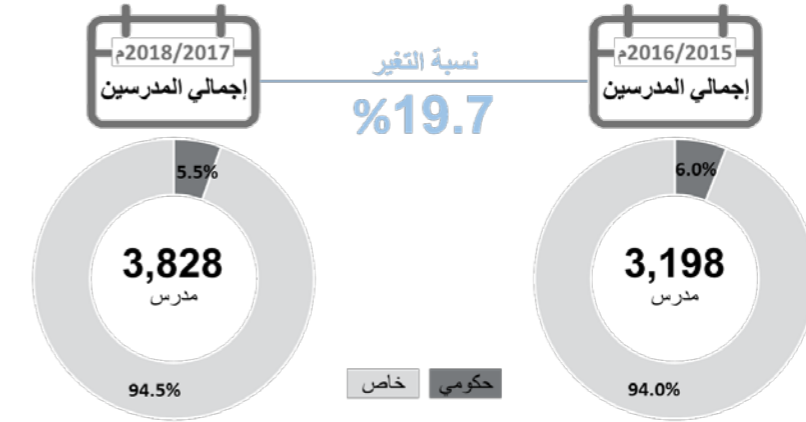 2016/2015م
إجمالي المدرسين
نسبة التغير
%19.7
2018/2017م
إجمالي المدرسين
6.0%
3,198
مدرس
94.0%
5.5%
3,828
مدرس
94.5%
حكومي
خاص